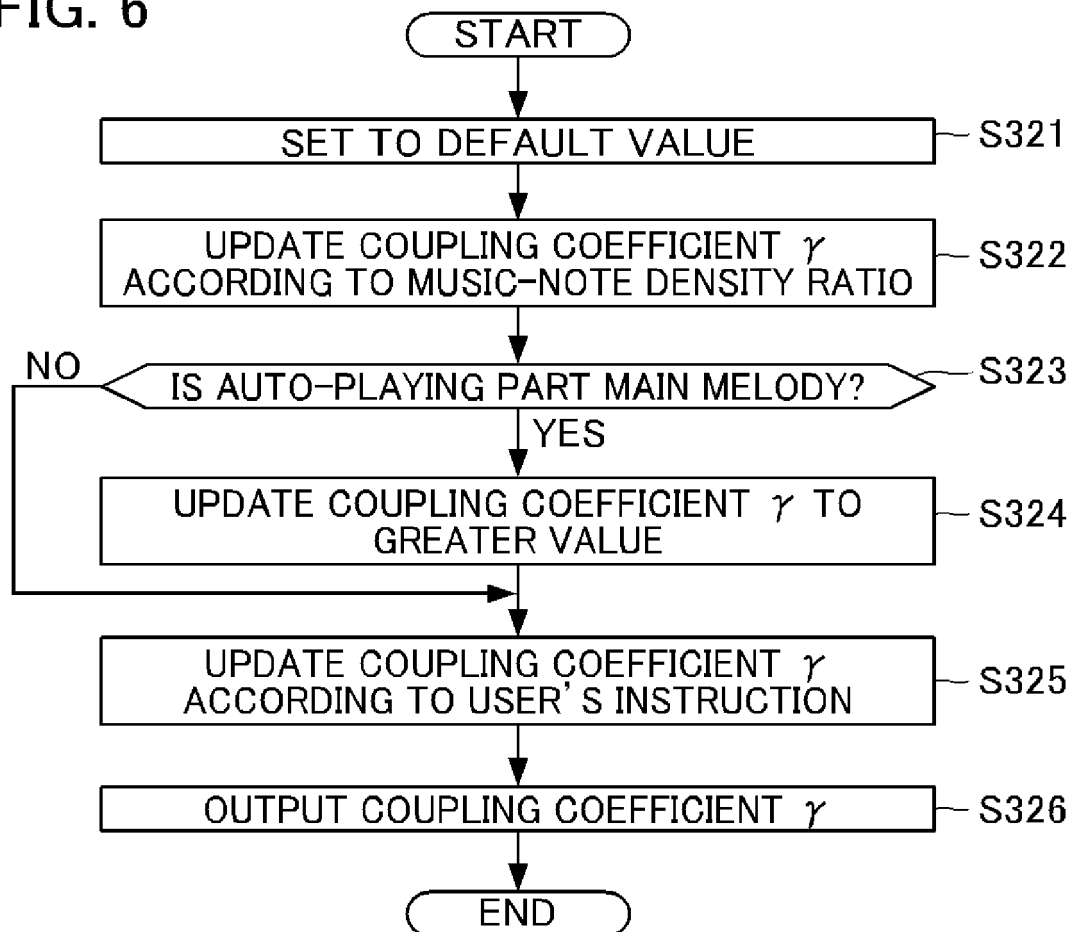 FIG. 6
START
SET TO DEFAULT VALUE
S321
UPDATE COUPLING COEFFICIENT γ
ACCORDING TO MUSIC-NOTE DENSITY RATIO
S322
NO
IS AUTO-PLAYING PART MAIN MELODY?
S323
YES
UPDATE COUPLING COEFFICIENT γ TO
GREATER VALUE
S324
UPDATE COUPLING COEFFICIENT γ
ACCORDING TO USER'S INSTRUCTION
S325
OUTPUT COUPLING COEFFICIENT γ
S326
END